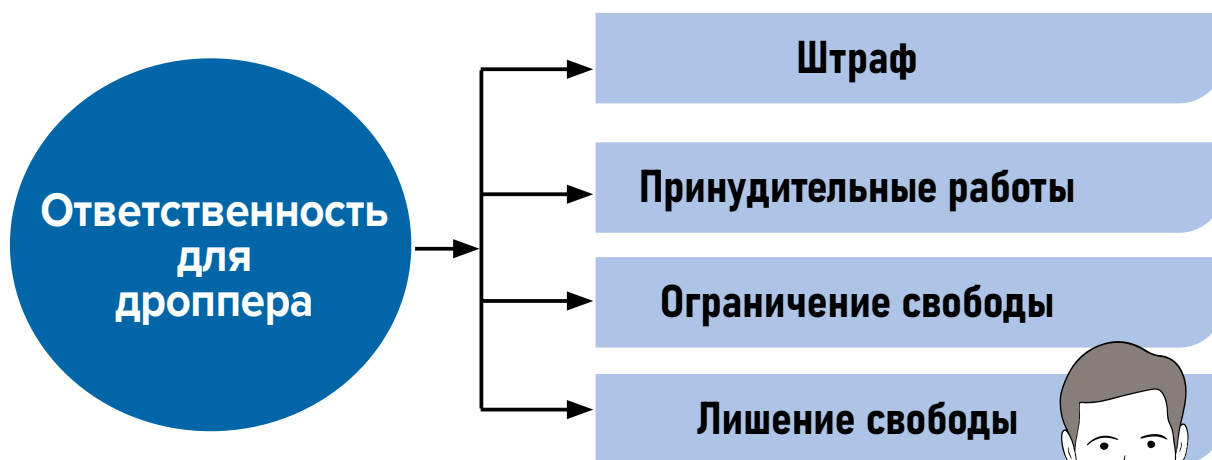 Ответственность
для
дроппера
Штраф
Принудительные работы
Ограничение свободы
Лишение свободы